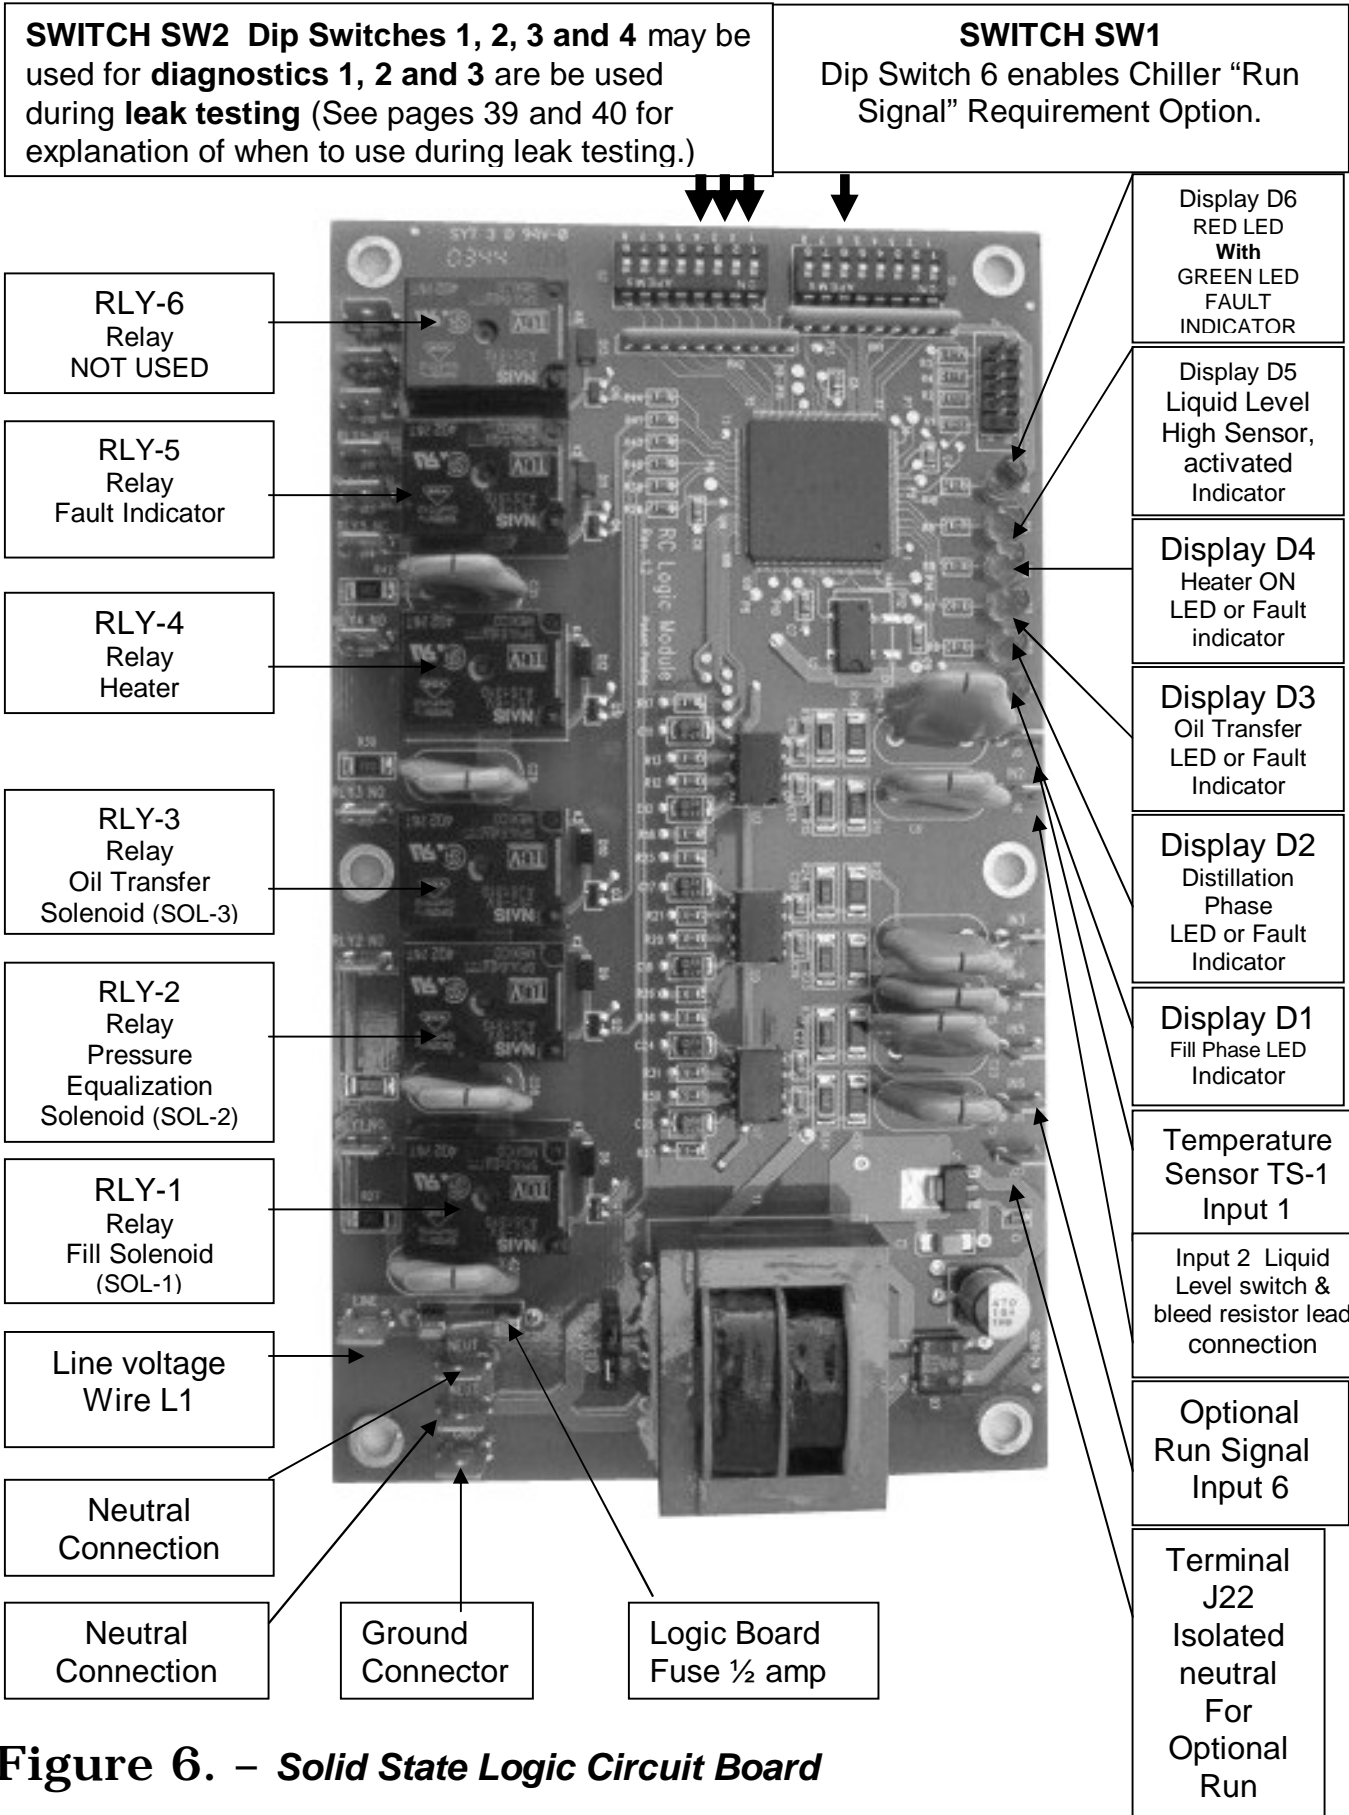 SWITCH SW2 Dip Switches 1, 2, 3 and 4 may be
used for diagnostics 1, 2 and 3 are be used
during leak testing (See pages 39 and 40 for
explanation of when to use during leak testing.)
SWITCH SW1
Dip Switch 6 enables Chiller “Run
Signal” Requirement Option.
RLY-6
Relay
NOT USED
RLY-5
Relay
Fault Indicator
RLY-4
Relay
Heater
RLY-3
Relay
Oil Transfer
Solenoid (SOL-3)
RLY-2
Relay
Pressure
Equalization
Solenoid (SOL-2)
RLY-1
Relay
Fill Solenoid
(SOL-1)
Line voltage
Wire L1
Neutral
Connection
Neutral
Connection
Ground
Connector
Logic Board
Fuse ½ amp
SY7 3 D 94V-0
0344
RC Logic Module
Display D6
RED LED
With
GREEN LED
FAULT
INDICATOR
Display D5
Liquid Level
High Sensor,
activated
Indicator
Display D4
Heater ON
LED or Fault
indicator
Display D3
Oil Transfer
LED or Fault
Indicator
Display D2
Distillation
Phase
LED or Fault
Indicator
Display D1
Fill Phase LED
Indicator
Temperature
Sensor TS-1
Input 1
Input 2 Liquid
Level switch &
bleed resistor lead
connection
Optional
Run Signal
Input 6
Terminal
J22
Isolated
neutral
For
Optional
Run
Figure 6. – Solid State Logic Circuit Board